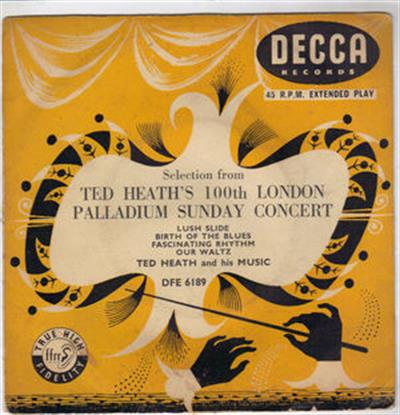 DECCA
RECORDS
45 R.P.M. EXTENDED PLAY
Selection from
TED HEATH'S 100th LONDON
PALLADIUM SUNDAY CONCERT
LUSH SLIDE
BIRTH OF THE BLUES
FASCINATING RHYTHM
OUR WALTZ
TED HEATH and his MUSIC
DFE 6189
TRUE HIGH
ffrr
FIDELITY